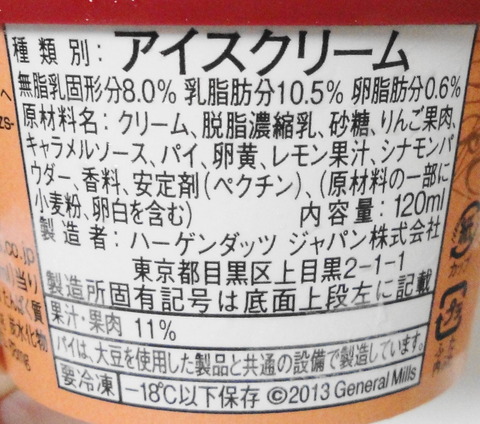 種類別：アイスクリーム
無脂乳固形分8.0% 乳脂肪分10.5% 卵脂肪分0.6%
原材料名：クリーム、脱脂濃縮乳、砂糖、りんご果肉、
キャラメルソース、パイ、卵黄、レモン果汁、シナモンパ
ウダー、香料、安定剤(ペクチン)、(原材料の一部に
小麦粉、卵白を含む) 内容量：120ml
製造者：ハーゲンダッツ ジャパン株式会社
東京都目黒区上目黒2-1-1
製造所固有記号は底面上段左に記載
果汁・果肉 11%
パイは、大豆を使用した製品と共通の設備で製造しています。
要冷凍 -18℃以下保存 ©2013 General Mills